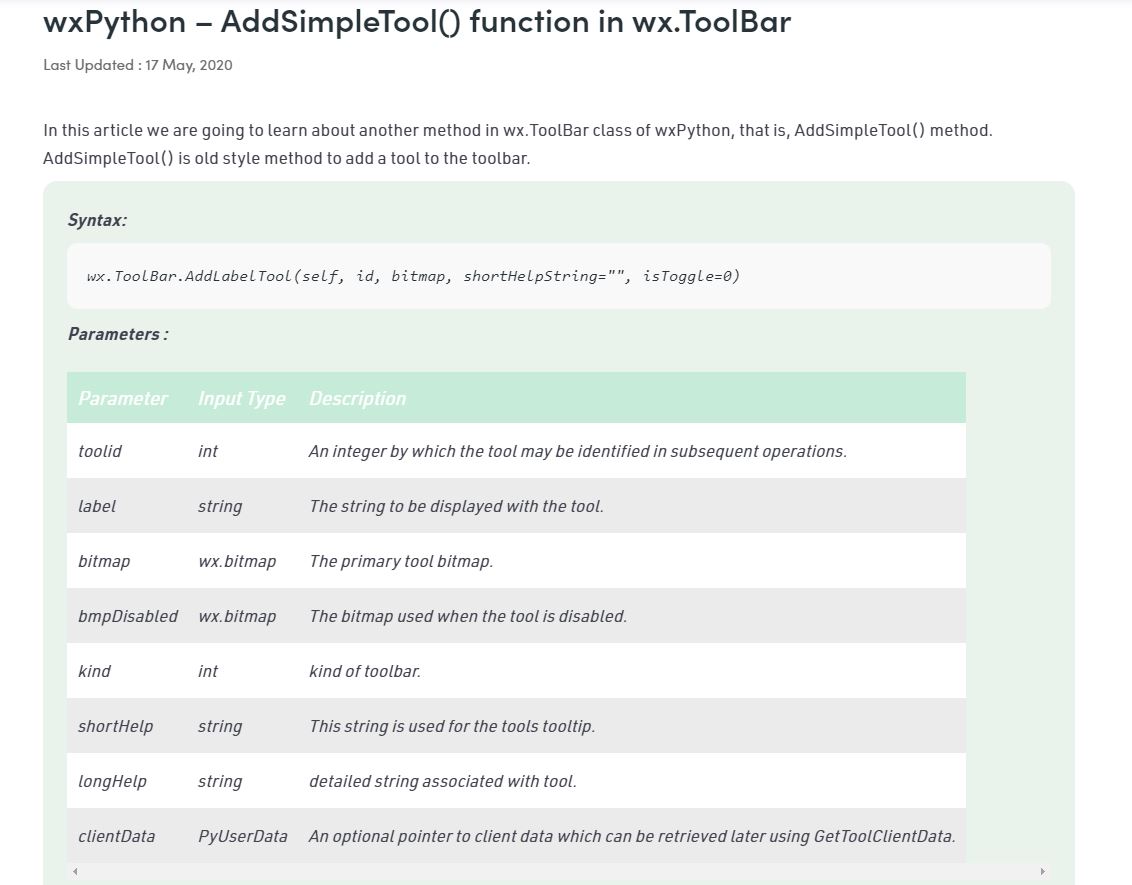 wxPython – AddSimpleTool() function in wx.ToolBar
Last Updated : 17 May, 2020
In this article we are going to learn about another method in wx.ToolBar class of wxPython, that is, AddSimpleTool() method.
AddSimpleTool() is old style method to add a tool to the toolbar.
Syntax:
wx.ToolBar.AddLabelTool(self, id, bitmap, shortHelpString="", isToggle=0)
Parameters :
Parameter Input Type Description
toolid int An integer by which the tool may be identified in subsequent operations.
label string The string to be displayed with the tool.
bitmap wx.bitmap The primary tool bitmap.
bmpDisabled wx.bitmap The bitmap used when the tool is disabled.
kind int kind of toolbar.
shortHelp string This string is used for the tools tooltip.
longHelp string detailed string associated with tool.
clientData PyUserData An optional pointer to client data which can be retrieved later using GetToolClientData.